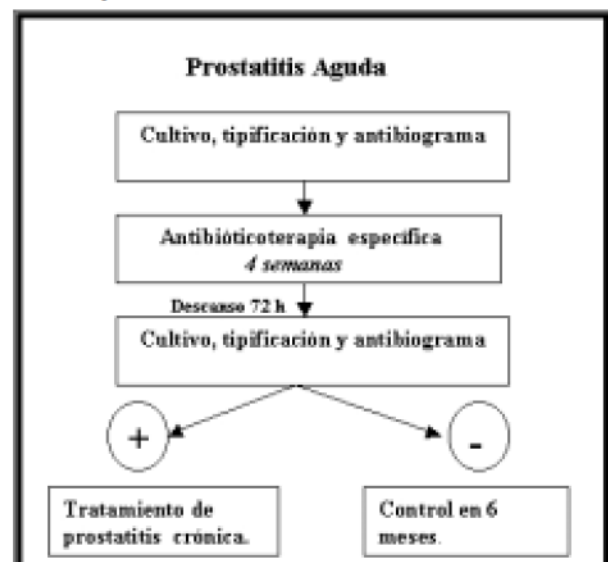 Prostatitis Aguda
Cultivo, tipificación y antibiograma
Antibióticoterapia específica
4 semanas
Descanso 72 h
Cultivo, tipificación y antibiograma
+
-
Tratamiento de
prostatitis crónica.
Control en 6
meses.